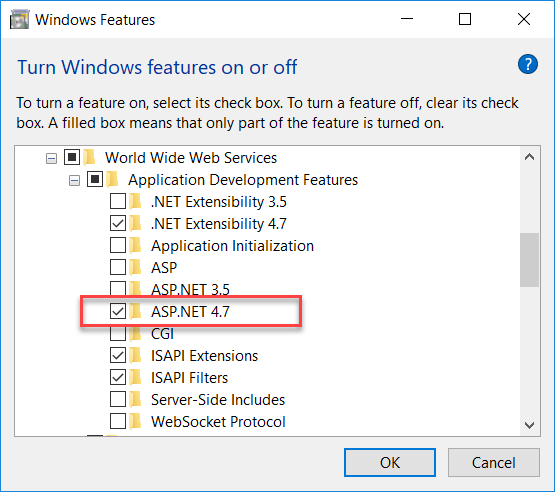 Windows Features
Turn Windows features on or off
?
To turn a feature on, select its check box. To turn a feature off, clear its check
box. A filled box means that only part of the feature is turned on.
World Wide Web Services
Application Development Features
.NET Extensibility 3.5
.NET Extensibility 4.7
Application Initialization
ASP
ASP.NET 3.5
ASP.NET 4.7
CGI
ISAPI Extensions
ISAPI Filters
Server-Side Includes
WebSocket Protocol
OK
Cancel